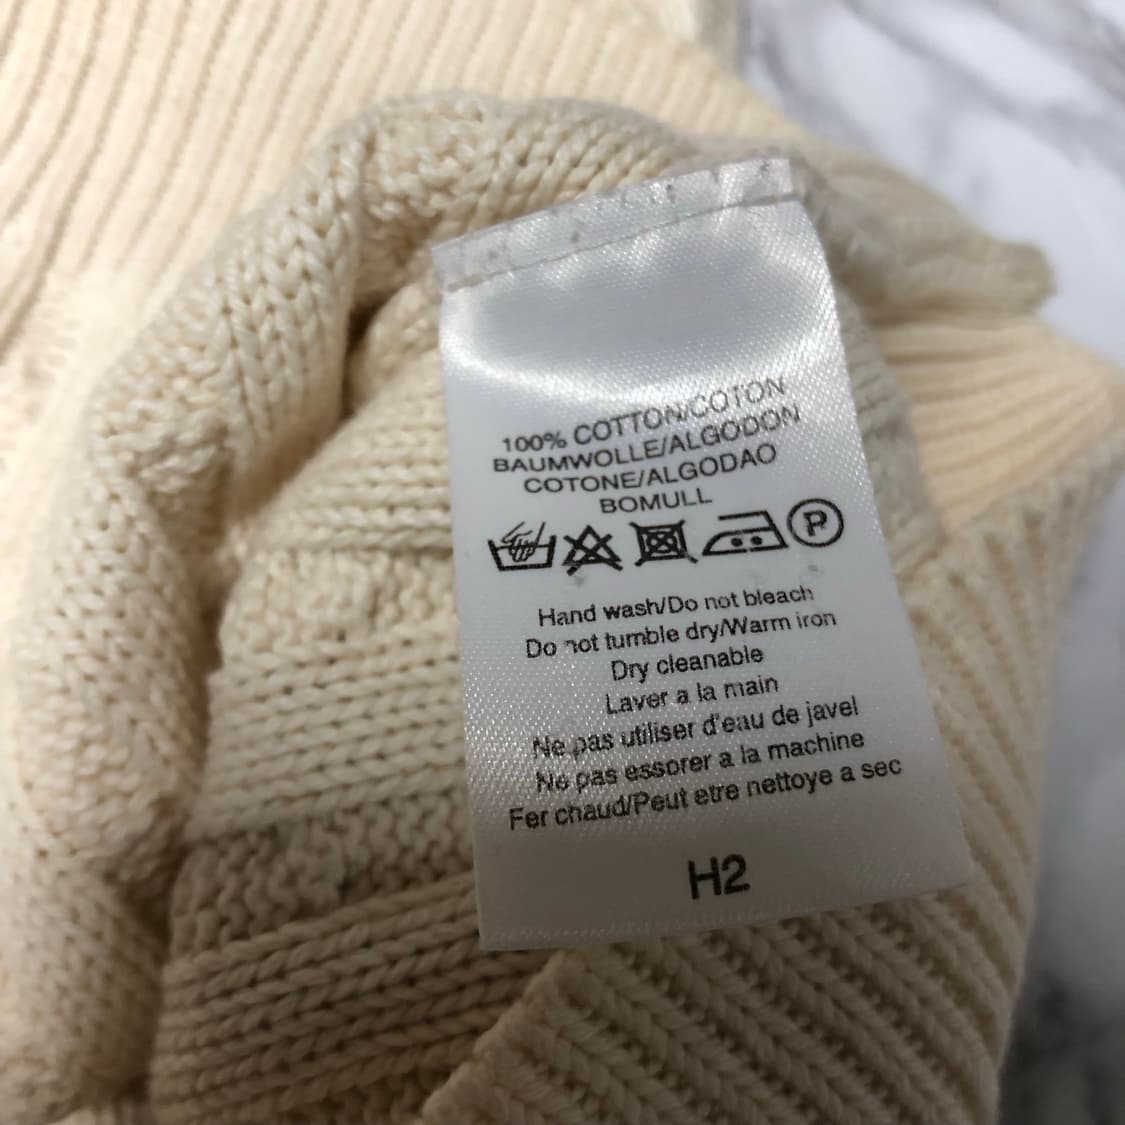 100% COTTON/COTON
BAUMWOLLE/ALGODON
COTONE/ALGODAO
BOMULL
P
Hand wash/Do not bleach
Do not tumble dry/Warm iron
Dry cleanable
Laver a la main
Ne pas utiliser d'eau de javel
Ne pas essorer a la machine
Fer chaud/Peut etre nettoye a sec
H2